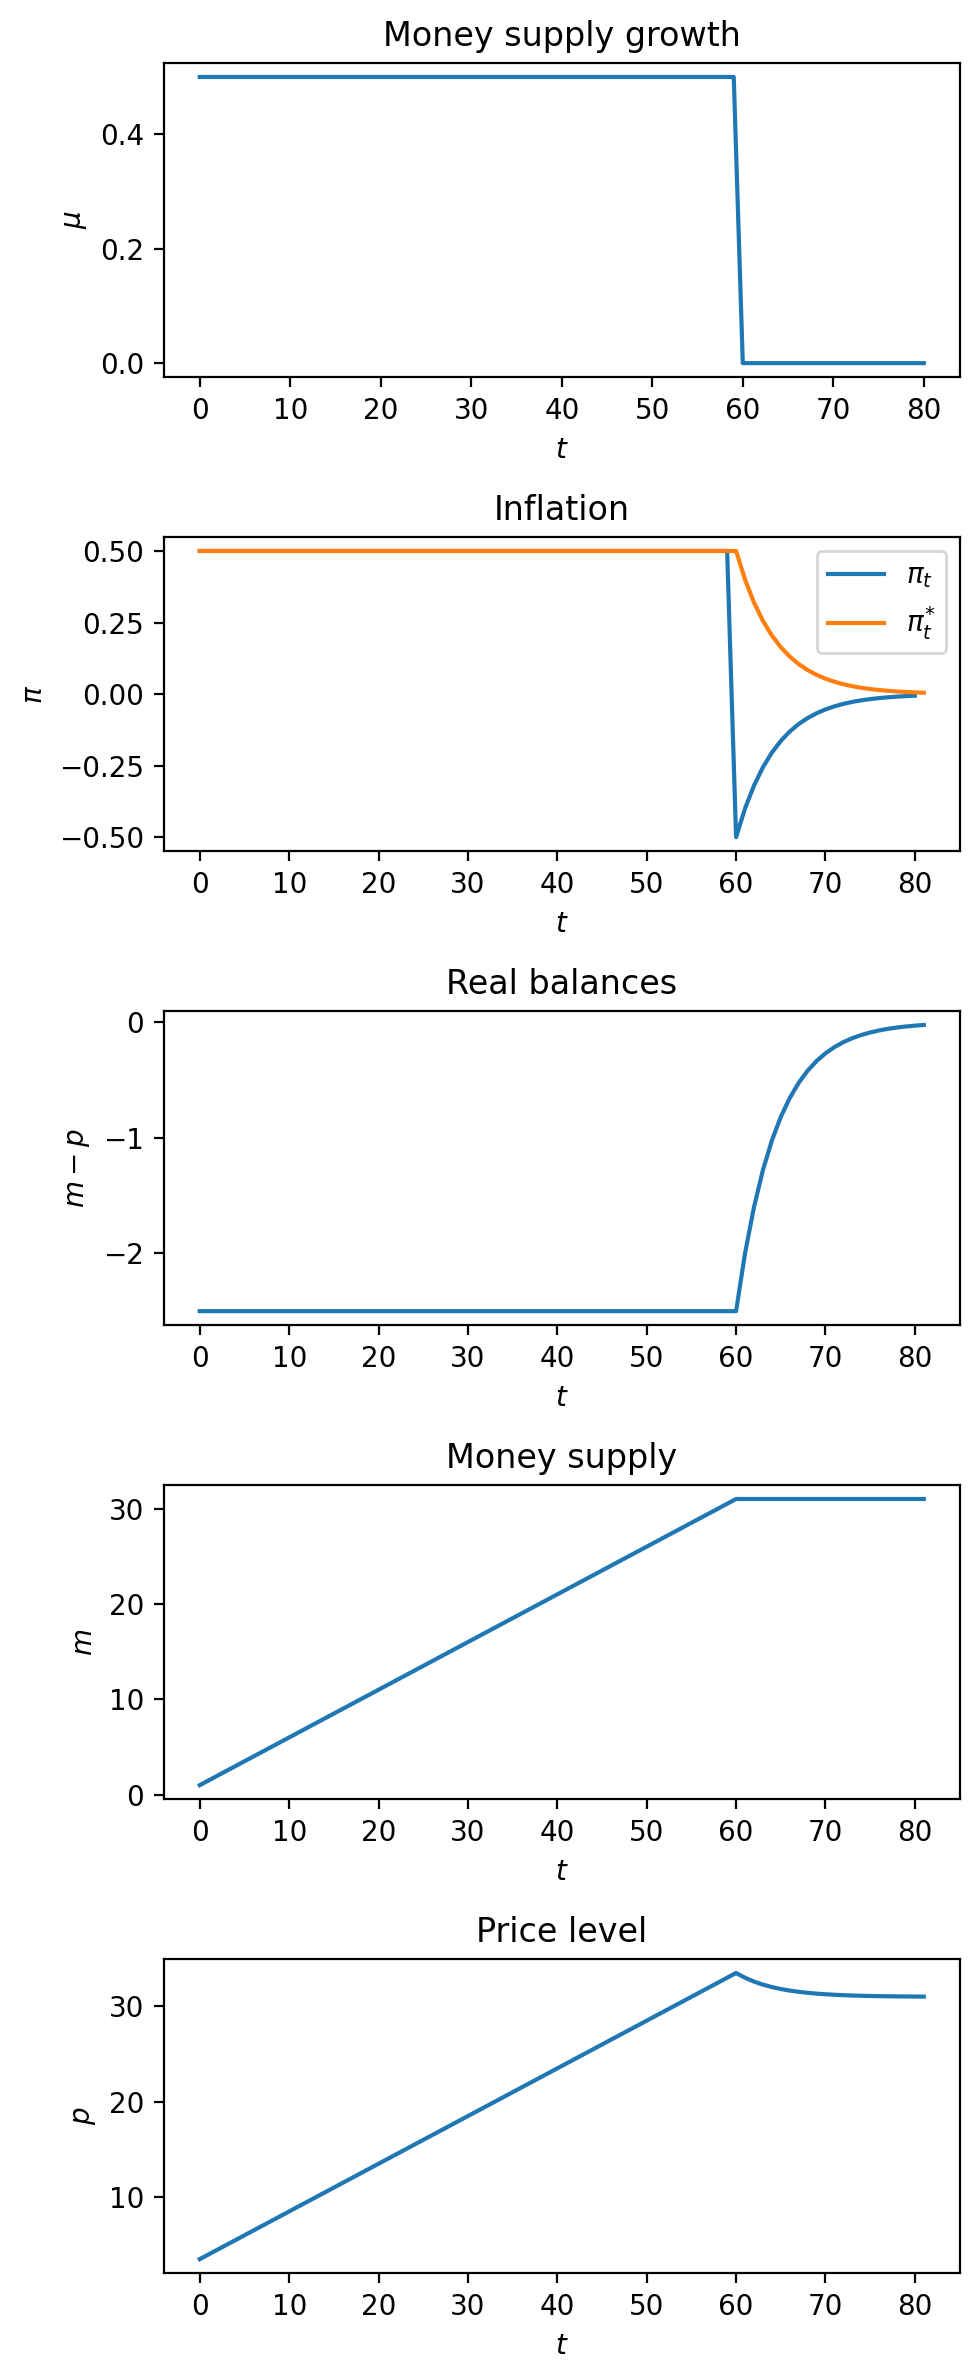 Money supply growth
0.4
0.2
0.0
μ
0 10 20 30 40 50 60 70 80
t
Inflation
0.50
0.25
0.00
−0.25
−0.50
π
π_t
π_t^*
0 10 20 30 40 50 60 70 80
t
Real balances
0
−1
−2
m − p
0 10 20 30 40 50 60 70 80
t
Money supply
30
20
10
0
m
0 10 20 30 40 50 60 70 80
t
Price level
30
20
10
p
0 10 20 30 40 50 60 70 80
t